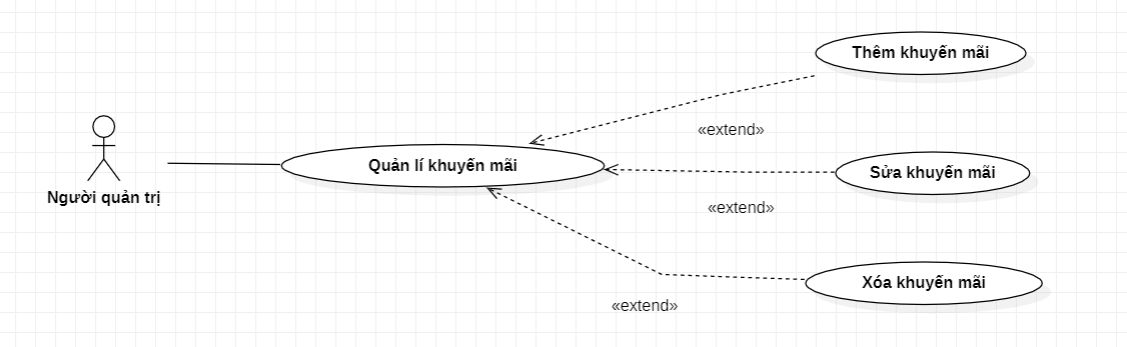 Thêm khuyến mãi
«extend»
Người quản trị
Quản lí khuyến mãi
Sửa khuyến mãi
«extend»
Xóa khuyến mãi
«extend»